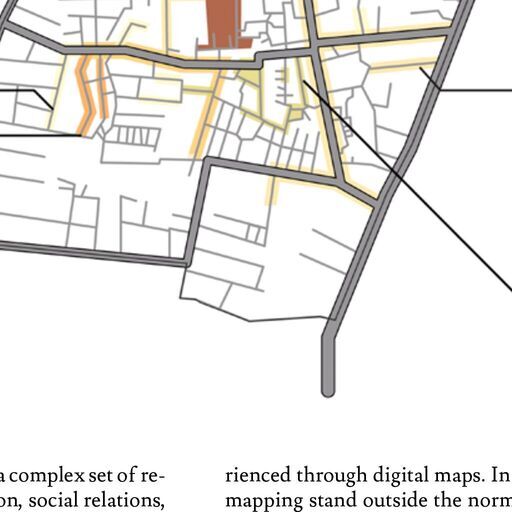 a complex set of re-
on, social relations,
rienced through digital maps. In
mapping stand outside the norm